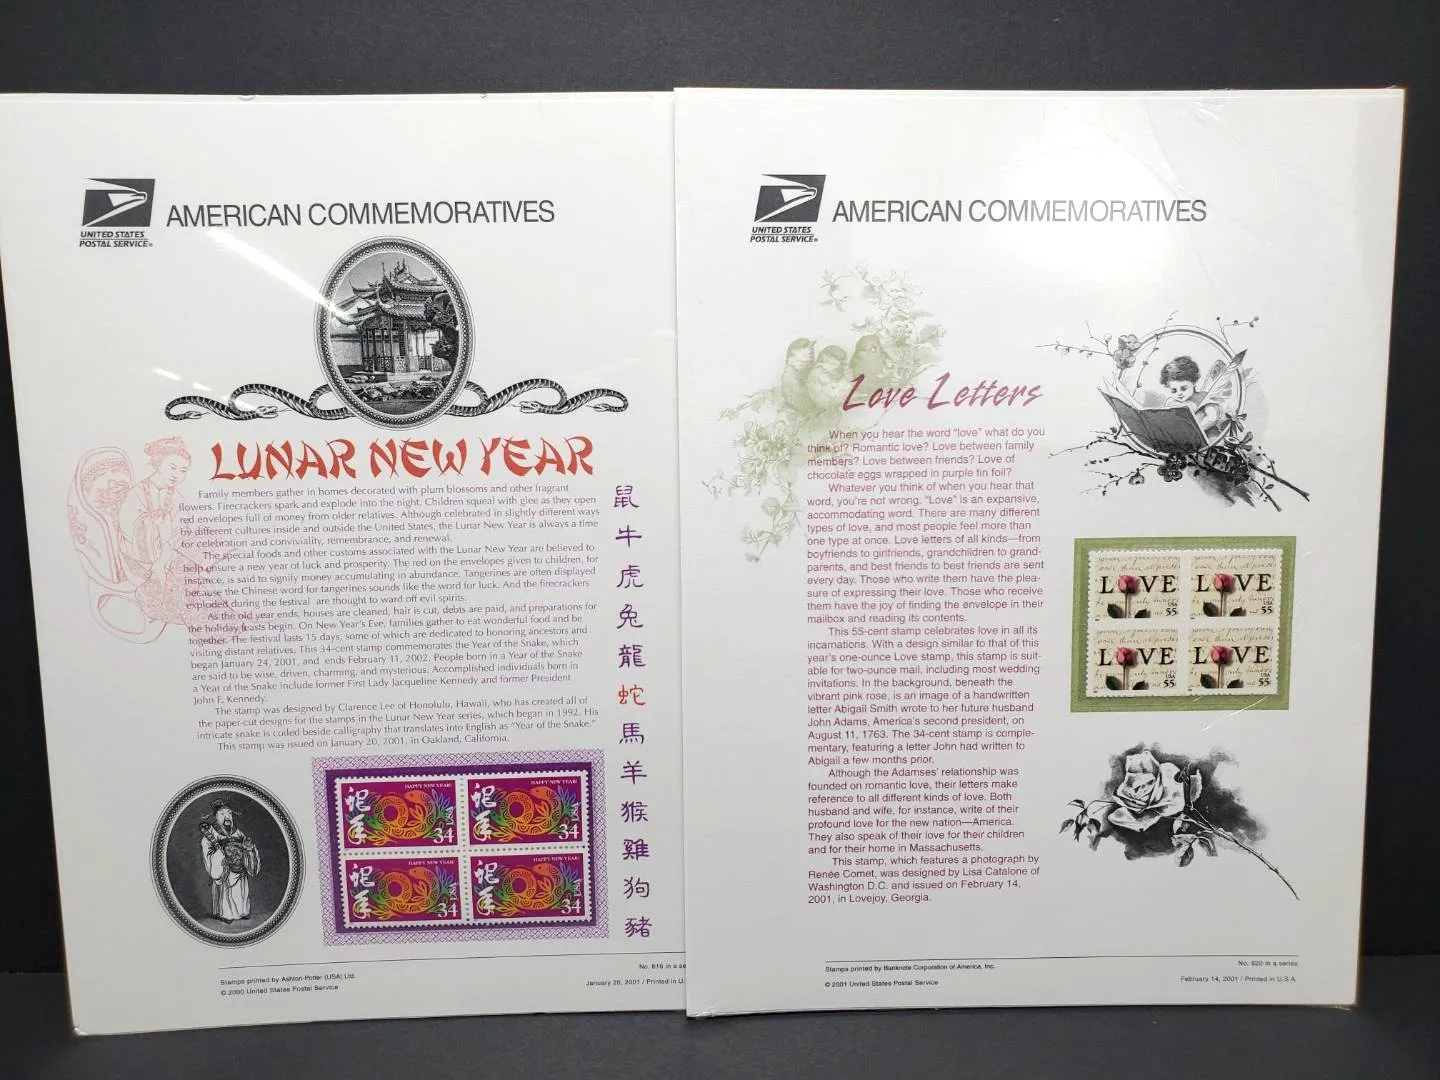 UNITED STATES
POSTAL SERVICE®
AMERICAN COMMEMORATIVES
LUNAR NEW YEAR
Family members gather in homes decorated with plum blossoms and other fragrant
flowers. Firecrackers spark and explode into the night. Children squeal with glee as they open
red envelopes full of money from older relatives. Although celebrated in slightly different ways
by different cultures inside and outside the United States, the Lunar New Year is always a time
for celebration and conviviality, remembrance, and renewal.
The special foods and other customs associated with the Lunar New Year are believed to
help ensure a new year of luck and prosperity. The red on the envelopes given to children, for
instance, is said to signify money accumulating in abundance. Tangerines are often displayed
because the Chinese word for tangerines sounds like the word for luck. And the firecrackers
exploded during the festival are thought to ward off evil spirits.
As the old year ends, houses are cleaned, hair is cut, debts are paid, and preparations for
the holiday feasts begin. On New Year's Eve, families gather to eat wonderful food and be
together. The festival lasts 15 days, some of which are dedicated to honoring ancestors and
visiting distant relatives. This 34-cent stamp commemorates the Year of the Snake, which
began January 24, 2001, and ends February 11, 2002. People born in a Year of the Snake
are said to be wise, driven, charming, and mysterious. Accomplished individuals born in
a Year of the Snake include former First Lady Jacqueline Kennedy and former President
John F. Kennedy.
The stamp was designed by Clarence Lee of Honolulu, Hawaii, who has created all of
the paper-cut designs for the stamps in the Lunar New Year series, which began in 1992. His
intricate snake is coiled beside calligraphy that translates into English as "Year of the Snake."
This stamp was issued on January 20, 2001, in Oakland, California.
鼠
牛
虎
兔
龍
蛇
馬
羊
猴
雞
狗
豬
HAPPY NEW YEAR!
34
HAPPY NEW YEAR!
34
HAPPY NEW YEAR!
34
HAPPY NEW YEAR!
34
Stamps printed by Ashton-Potter (USA) Ltd.
© 2000 United States Postal Service
No. 616 in a se
January 20, 2001 / Printed in U.
UNITED STATES
POSTAL SERVICE®
AMERICAN COMMEMORATIVES
Love Letters
When you hear the word "love" what do you
think of? Romantic love? Love between family
members? Love between friends? Love of
chocolate eggs wrapped in purple tin foil?
Whatever you think of when you hear that
word, you're not wrong. "Love" is an expansive,
accommodating word. There are many different
types of love, and most people feel more than
one type at once. Love letters of all kinds—from
boyfriends to girlfriends, grandchildren to grand-
parents, and best friends to best friends are sent
every day. Those who write them have the plea-
sure of expressing their love. Those who receive
them have the joy of finding the envelope in their
mailbox and reading its contents.
This 55-cent stamp celebrates love in all its
incarnations. With a design similar to that of this
year's one-ounce Love stamp, this stamp is suit-
able for two-ounce mail, including most wedding
invitations. In the background, beneath the
vibrant pink rose, is an image of a handwritten
letter Abigail Smith wrote to her future husband
John Adams, America's second president, on
August 11, 1763. The 34-cent stamp is comple-
mentary, featuring a letter John had written to
Abigail a few months prior.
Although the Adamses' relationship was
founded on romantic love, their letters make
reference to all different kinds of love. Both
husband and wife, for instance, write of their
profound love for the new nation—America.
They also speak of their love for their children
and for their home in Massachusetts.
This stamp, which features a photograph by
Renée Comet, was designed by Lisa Catalone of
Washington D.C. and issued on February 14,
2001, in Lovejoy, Georgia.
LOVE
USA
55
LOVE
USA
55
LOVE
USA
55
LOVE
USA
55
Stamps printed by Banknote Corporation of America, Inc.
© 2001 United States Postal Service
No. 620 in a series
February 14, 2001 / Printed in U.S.A.